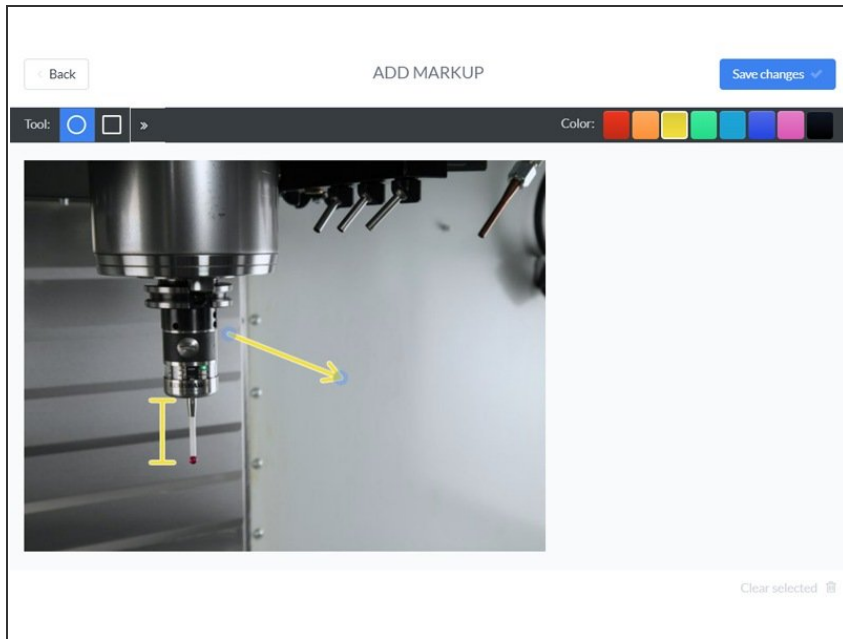 Back
ADD MARKUP
Save changes
Tool:
Color:
Clear selected